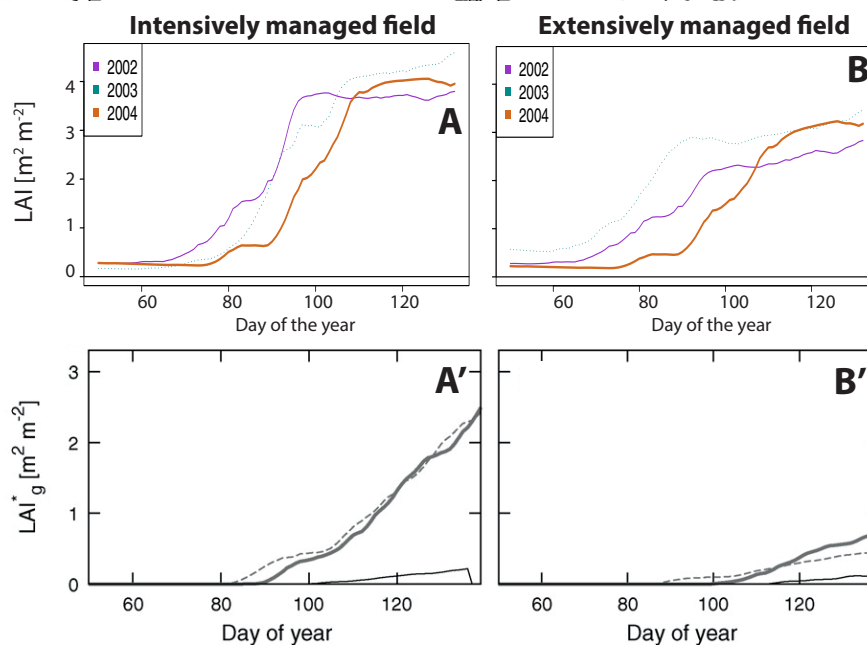 Intensively managed field
Extensively managed field
LAI [m² m⁻²]
4
3
2
1
0
2002
2003
2004
A
60
80
100
120
Day of the year
2002
2003
2004
B
60
80
100
120
Day of the year
LAI*g [m² m⁻²]
3
2
1
0
A′
60
80
100
120
Day of year
B′
60
80
100
120
Day of year